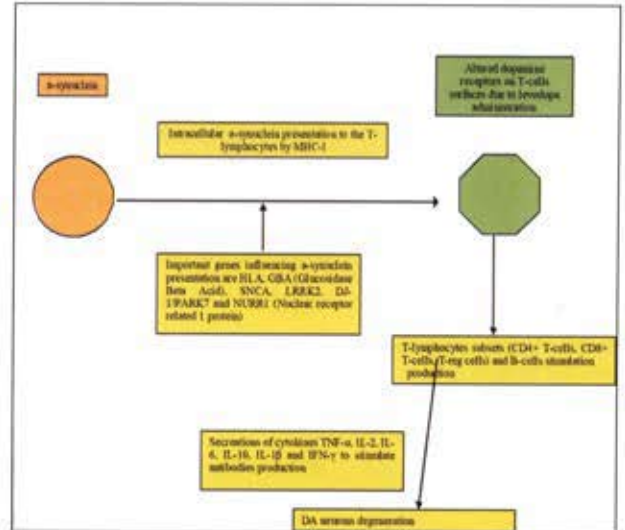 α-synuclein
Altered dopamine
receptors on T-cells
surfaces due to levodopa
administration
Intracellular α-synuclein presentation to the T-
lymphocytes by MHC-1
Important genes influencing α-synuclein
presentation are HLA, GBA (Glucosidase
Beta Acid), SNCA, LRRK2, DJ-
1/PARK7 and NURR1 (Nuclear receptor
related 1 protein)
T-lymphocytes subsets (CD4+ T-cells, CD8+
T-cells, T-reg cells) and B-cells stimulation
production
Secretions of cytokines TNF-α, IL-2, IL-
6, IL-10, IL-1β and IFN-γ to stimulate
antibodies production
DA neurons degeneration